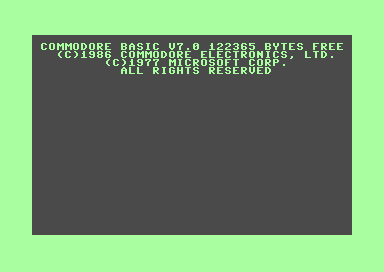 COMMODORE BASIC V7.0 122365 BYTES FREE
(C)1986 COMMODORE ELECTRONICS, LTD.
(C)1977 MICROSOFT CORP.
ALL RIGHTS RESERVED